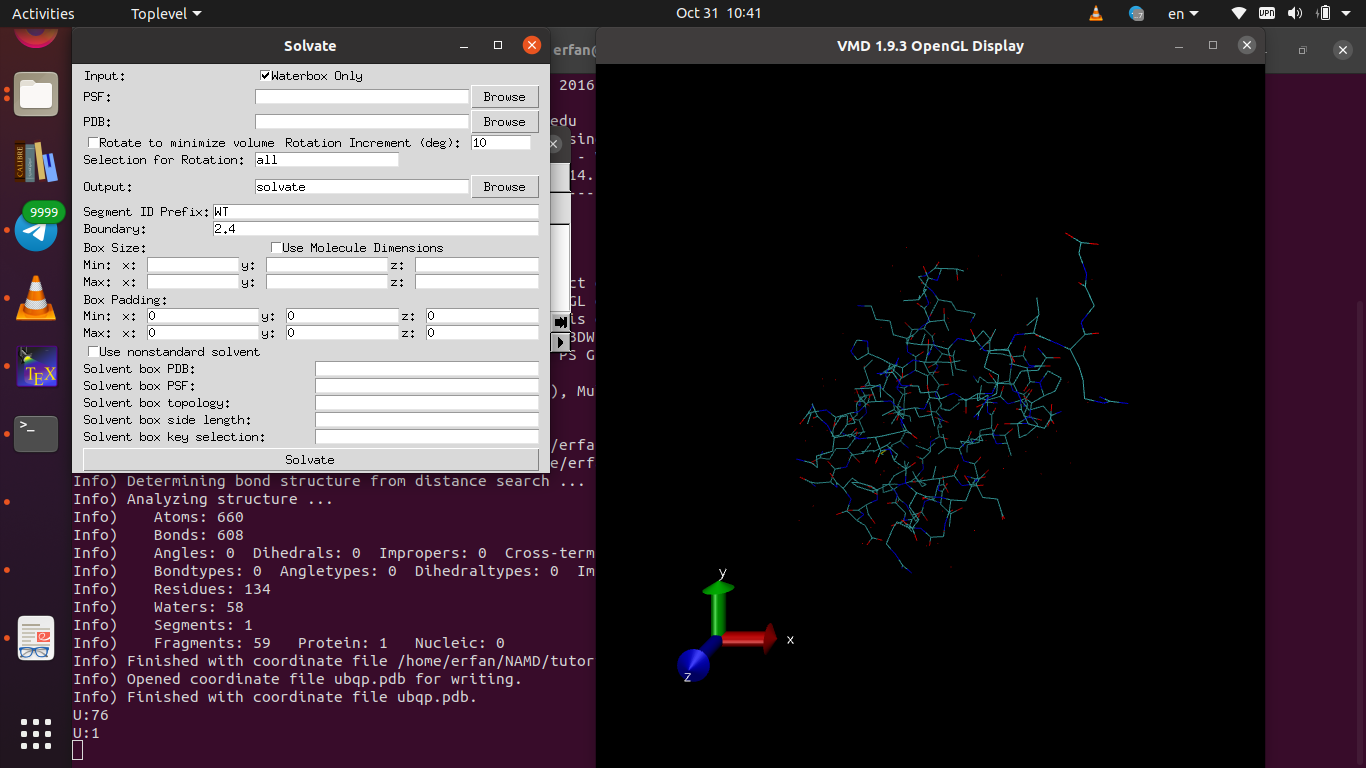 Activities
Toplevel
Oct 31 10:41
en
VPN
CALIBRE
9999
TEX
>_
Solvate
Input:
Waterbox Only
PSF:
Browse
PDB:
Browse
Rotate to minimize volume Rotation Increment (deg): 10
Selection for Rotation: all
Output: solvate
Browse
Segment ID Prefix: WT
Boundary: 2.4
Box Size:
Use Molecule Dimensions
Min: x: y: z:
Max: x: y: z:
Box Padding:
Min: x: 0 y: 0 z: 0
Max: x: 0 y: 0 z: 0
Use nonstandard solvent
Solvent box PDB:
Solvent box PSF:
Solvent box topology:
Solvent box side length:
Solvent box key selection:
Solvate
erfan@
2016
edu
sing
14.
ct
GL
is
3DW
PS G
), Mu
/erfa
e/erf
Info) Determining bond structure from distance search ...
Info) Analyzing structure ...
Info) Atoms: 660
Info) Bonds: 608
Info) Angles: 0 Dihedrals: 0 Impropers: 0 Cross-term
Info) Bondtypes: 0 Angletypes: 0 Dihedraltypes: 0 Im
Info) Residues: 134
Info) Waters: 58
Info) Segments: 1
Info) Fragments: 59 Protein: 1 Nucleic: 0
Info) Finished with coordinate file /home/erfan/NAMD/tutor
Info) Opened coordinate file ubqp.pdb for writing.
Info) Finished with coordinate file ubqp.pdb.
U:76
U:1
VMD 1.9.3 OpenGL Display
y
x
z